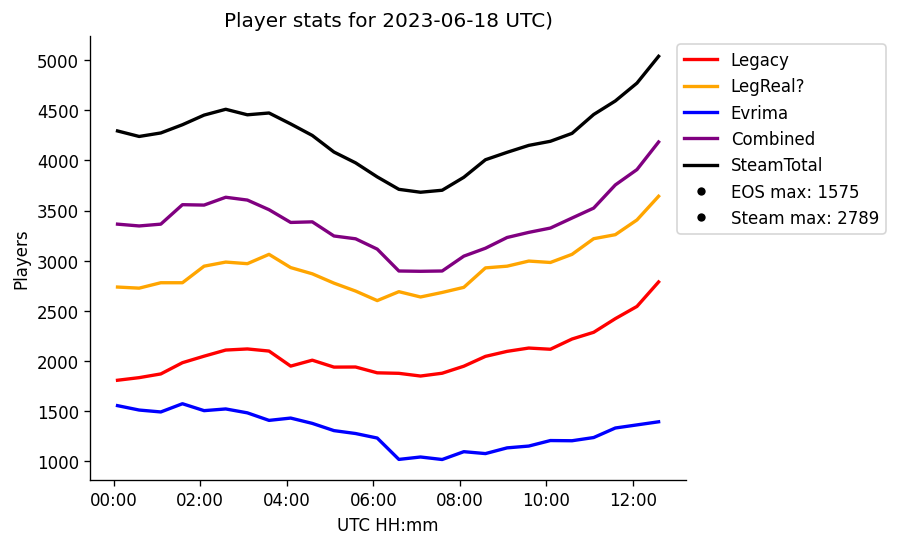 Player stats for 2023-06-18 UTC)
5000
4500
4000
3500
3000
2500
2000
1500
1000
Players
00:00 02:00 04:00 06:00 08:00 10:00 12:00
UTC HH:mm
Legacy
LegReal?
Evrima
Combined
SteamTotal
EOS max: 1575
Steam max: 2789